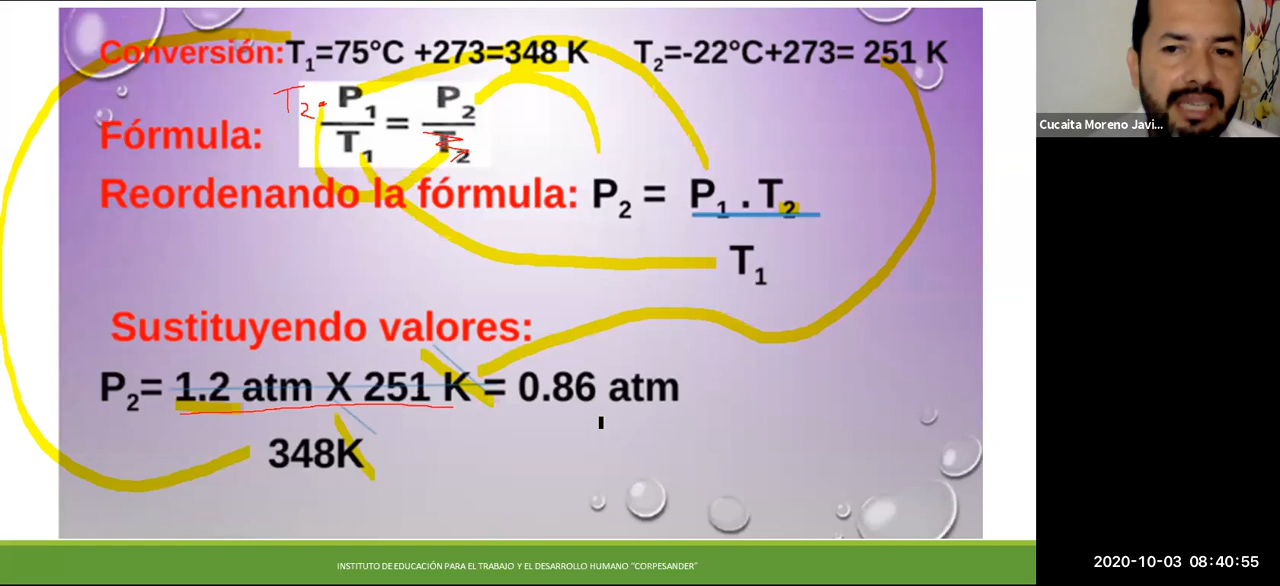 Conversión:T₁=75°C +273=348 K T₂=-22°C+273= 251 K
T₂. P₁ = P₂
Fórmula:
T₁ T₂
Reordenando la fórmula: P₂ = P₁ . T₂
T₁
Sustituyendo valores:
P₂= 1.2 atm X 251 K = 0.86 atm
348K
INSTITUTO DE EDUCACIÓN PARA EL TRABAJO Y EL DESARROLLO HUMANO "CORPESANDER"
Cucaita Moreno Javi...
2020-10-03 08:40:55